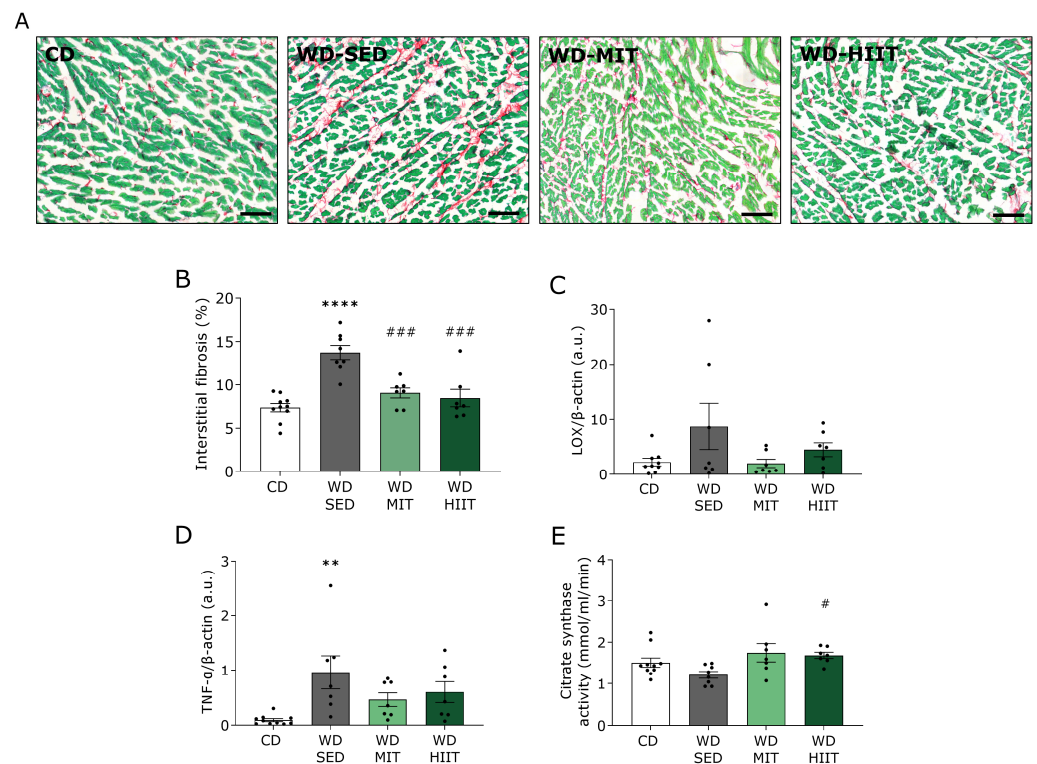 A
CD
WD-SED
WD-MIT
WD-HIIT
B
Interstitial fibrosis (%)
20
15
10
5
0
****
###
###
CD
WD
SED
WD
MIT
WD
HIIT
C
LOX/β-actin (a.u.)
30
20
10
0
CD
WD
SED
WD
MIT
WD
HIIT
D
TNF-α/β-actin (a.u.)
3
2
1
0
**
CD
WD
SED
WD
MIT
WD
HIIT
E
Citrate synthase
activity (mmol/ml/min)
4
3
2
1
0
#
CD
WD
SED
WD
MIT
WD
HIIT